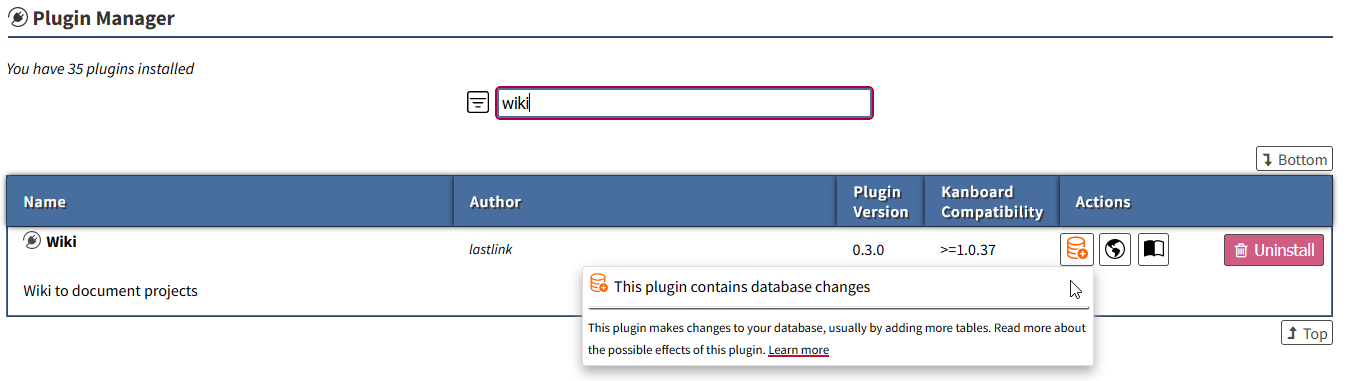 Plugin Manager
You have 35 plugins installed
wiki
Bottom
Name Author Plugin Version Kanboard Compatibility Actions
Wiki lastlink 0.3.0 >=1.0.37 Uninstall
Wiki to document projects
This plugin contains database changes
This plugin makes changes to your database, usually by adding more tables. Read more about
the possible effects of this plugin. Learn more
Top